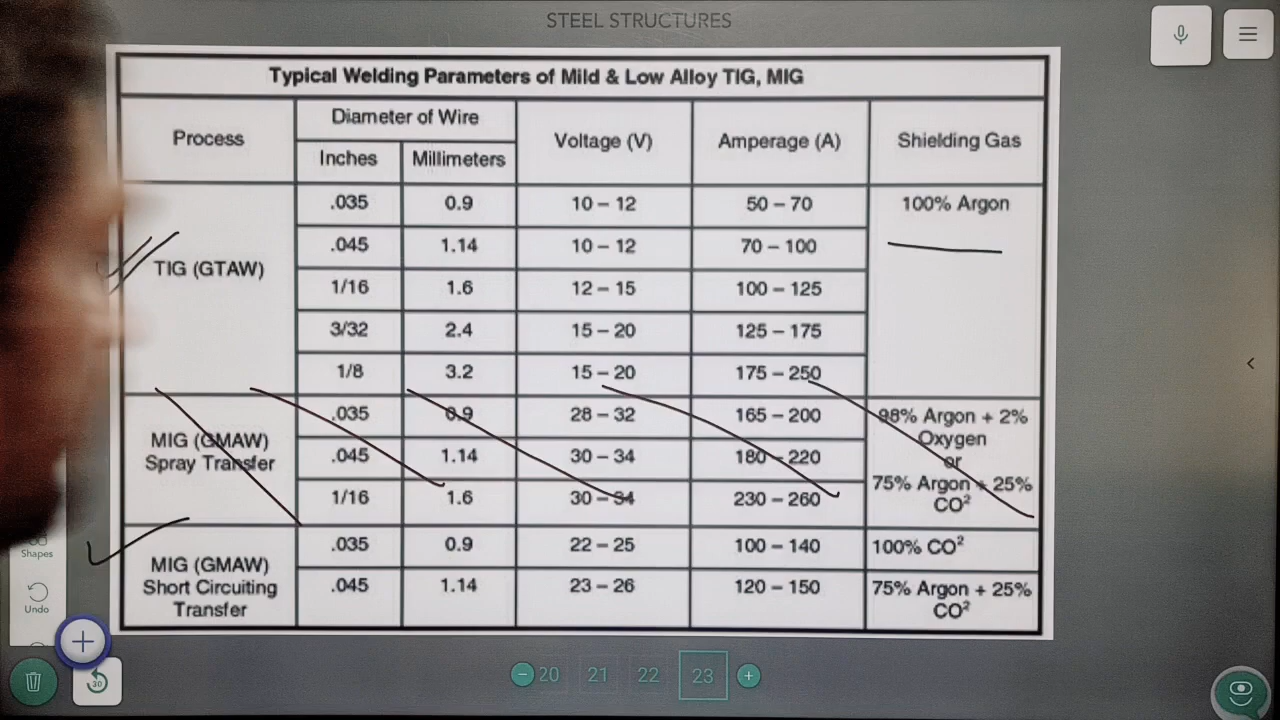 STEEL STRUCTURES
Typical Welding Parameters of Mild & Low Alloy TIG, MIG
Process
Diameter of Wire
Voltage (V)
Amperage (A)
Shielding Gas
Inches
Millimeters
TIG (GTAW)
.035 0.9 10 – 12 50 – 70 100% Argon
.045 1.14 10 – 12 70 – 100
1/16 1.6 12 – 15 100 – 125
3/32 2.4 15 – 20 125 – 175
1/8 3.2 15 – 20 175 – 250
MIG (GMAW)
Spray Transfer
.035 0.9 28 – 32 165 – 200
.045 1.14 30 – 34 180 – 220
1/16 1.6 30 – 34 230 – 260
98% Argon + 2%
Oxygen
or
75% Argon + 25%
CO²
MIG (GMAW)
Short Circuiting
Transfer
.035 0.9 22 – 25 100 – 140 100% CO²
.045 1.14 23 – 26 120 – 150 75% Argon + 25%
CO²
Shapes
Undo
30
20 21 22 23